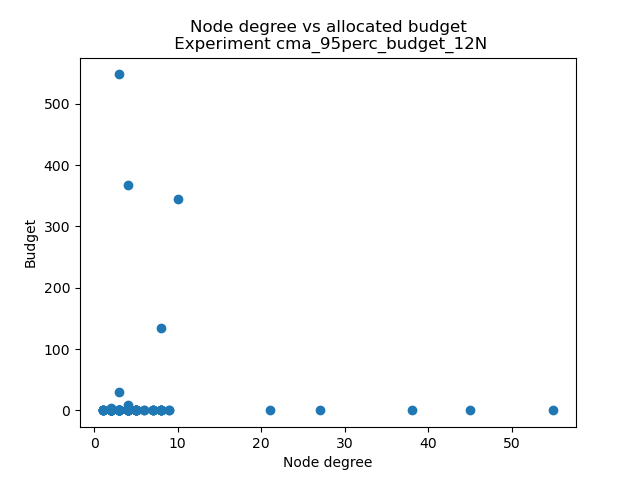 Node degree vs allocated budget
Experiment cma_95perc_budget_12N
500
400
300
200
100
0
Budget
0 10 20 30 40 50
Node degree